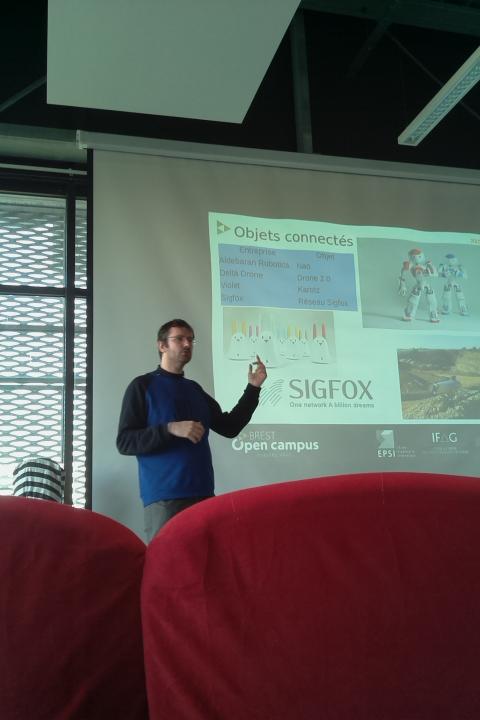 Objets connectés
Entreprise Objet
Aldebaran Robotics Nao
Delta Drone Drone 2.0
Violet Karotz
Sigfox Réseau Sigfox
SIGFOX
One network A billion dreams
BREST
Open campus
EPSI
IFAG